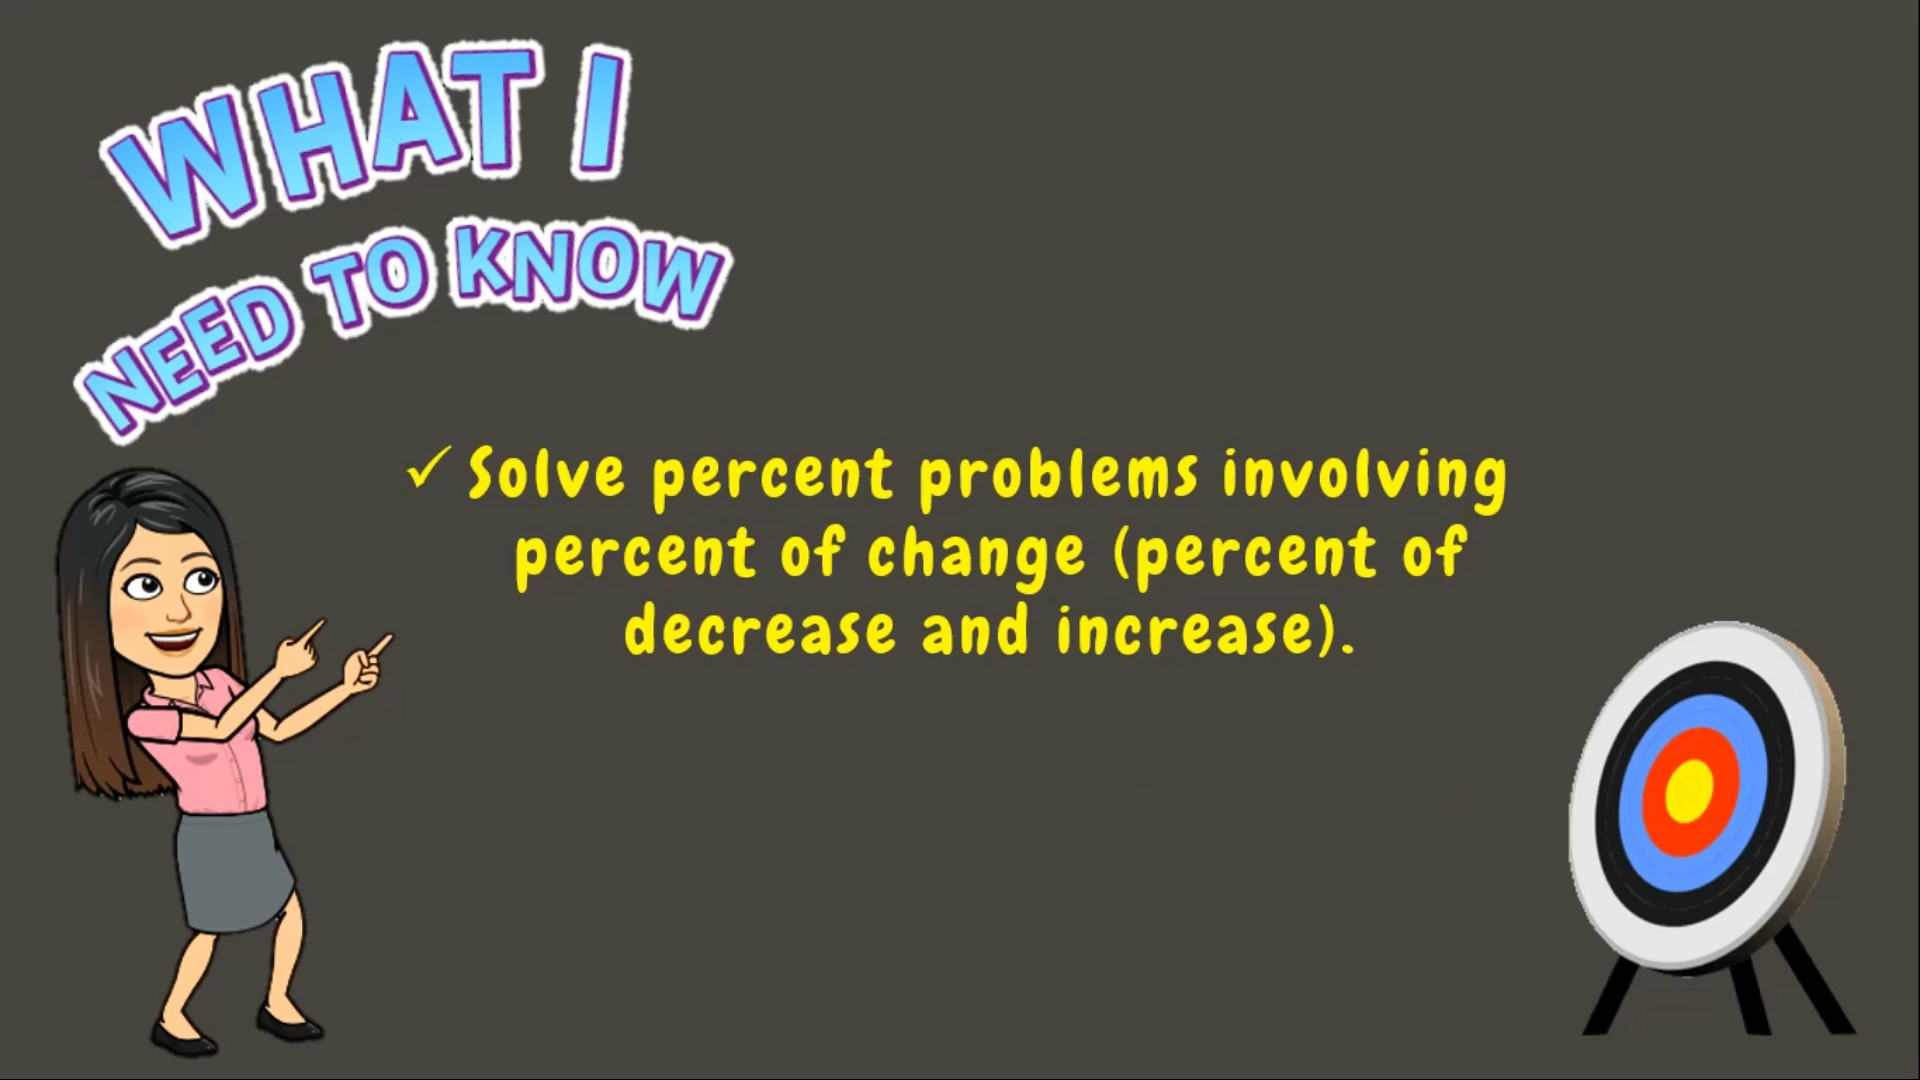 WHAT I
NEED TO KNOW
✓ Solve percent problems involving
percent of change (percent of
decrease and increase).